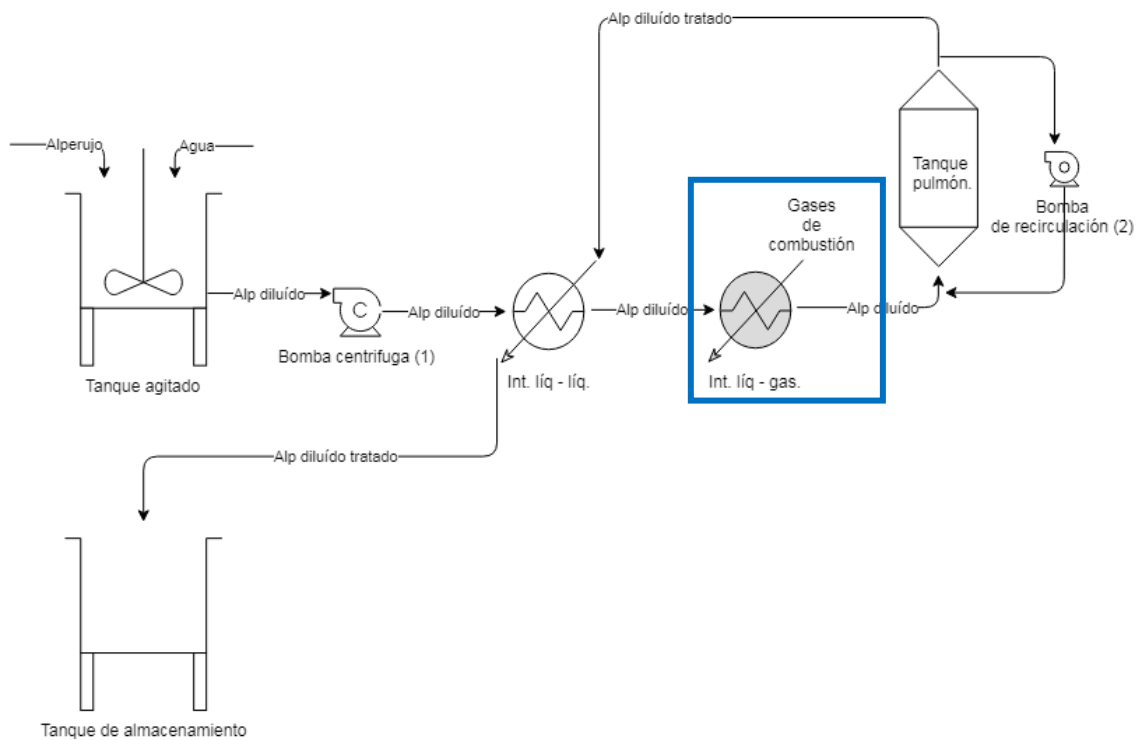 Alp diluído tratado
Alperujo
Agua
Tanque
pulmón.
Gases
de
combustión
Bomba
de recirculación (2)
Alp diluído
C
Alp diluído
Alp diluído
Alp diluído
Bomba centrifuga (1)
Tanque agitado
Int. líq - líq.
Int. líq - gas.
Alp diluído tratado
Tanque de almacenamiento